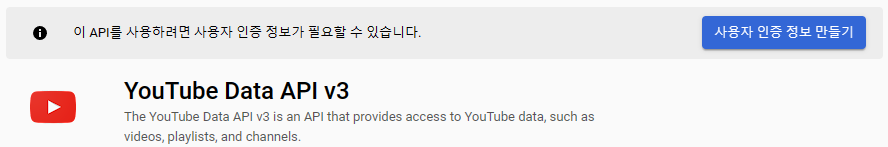 이 API를 사용하려면 사용자 인증 정보가 필요할 수 있습니다.
사용자 인증 정보 만들기
YouTube Data API v3
The YouTube Data API v3 is an API that provides access to YouTube data, such as
videos, playlists, and channels.